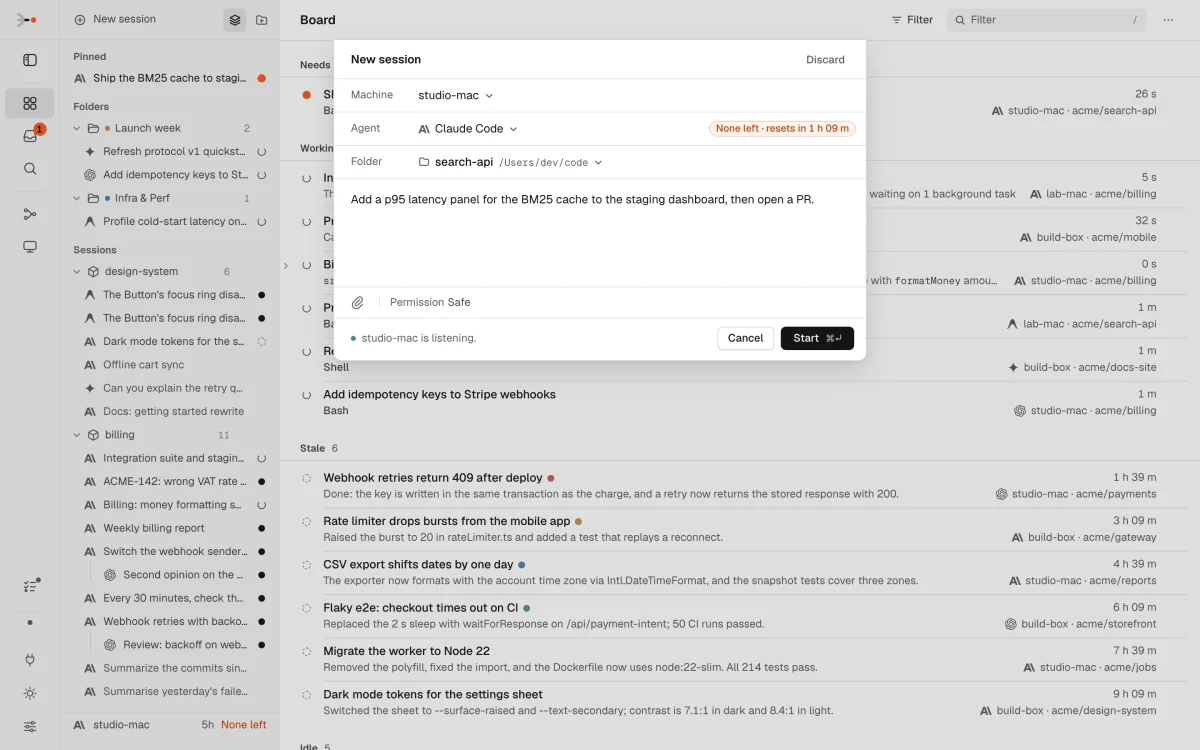 New session
Pinned
Ship the BM25 cache to stagi...
Folders
Launch week 2
Refresh protocol v1 quickst...
Add idempotency keys to St...
Infra & Perf 1
Profile cold-start latency on...
Sessions
design-system 6
The Button's focus ring disa...
The Button's focus ring disa...
Dark mode tokens for the s...
Offline cart sync
Can you explain the retry q...
Docs: getting started rewrite
billing 11
Integration suite and stagin...
ACME-142: wrong VAT rate ...
Billing: money formatting s...
Weekly billing report
Switch the webhook sender...
Second opinion on the ...
Every 30 minutes, check th...
Webhook retries with backo...
Review: backoff on web...
Summarize the commits sin...
Summarise yesterday's faile...
studio-mac 5h None left
1
Board
Filter
Filter /
Needs
26 s
studio-mac · acme/search-api
Workin
5 s
waiting on 1 background task lab-mac · acme/billing
32 s
build-box · acme/mobile
0 s
with formatMoney amou... studio-mac · acme/billing
1 m
lab-mac · acme/search-api
1 m
Shell build-box · acme/docs-site
Add idempotency keys to Stripe webhooks 1 m
Bash studio-mac · acme/billing
Stale 6
Webhook retries return 409 after deploy 1 h 39 m
Done: the key is written in the same transaction as the charge, and a retry now returns the stored response with 200. studio-mac · acme/payments
Rate limiter drops bursts from the mobile app 3 h 09 m
Raised the burst to 20 in rateLimiter.ts and added a test that replays a reconnect. build-box · acme/gateway
CSV export shifts dates by one day 4 h 39 m
The exporter now formats with the account time zone via Intl.DateTimeFormat, and the snapshot tests cover three zones. studio-mac · acme/reports
Flaky e2e: checkout times out on CI 6 h 09 m
Replaced the 2 s sleep with waitForResponse on /api/payment-intent; 50 CI runs passed. build-box · acme/storefront
Migrate the worker to Node 22 7 h 39 m
Removed the polyfill, fixed the import, and the Dockerfile now uses node:22-slim. All 214 tests pass. studio-mac · acme/jobs
Dark mode tokens for the settings sheet 9 h 09 m
Switched the sheet to --surface-raised and --text-secondary; contrast is 7.1:1 in dark and 8.4:1 in light. build-box · acme/design-system
Idle 5
New session Discard
Machine studio-mac
Agent Claude Code None left · resets in 1 h 09 m
Folder search-api /Users/dev/code
Add a p95 latency panel for the BM25 cache to the staging dashboard, then open a PR.
Permission Safe
studio-mac is listening. Cancel Start ⌘↵